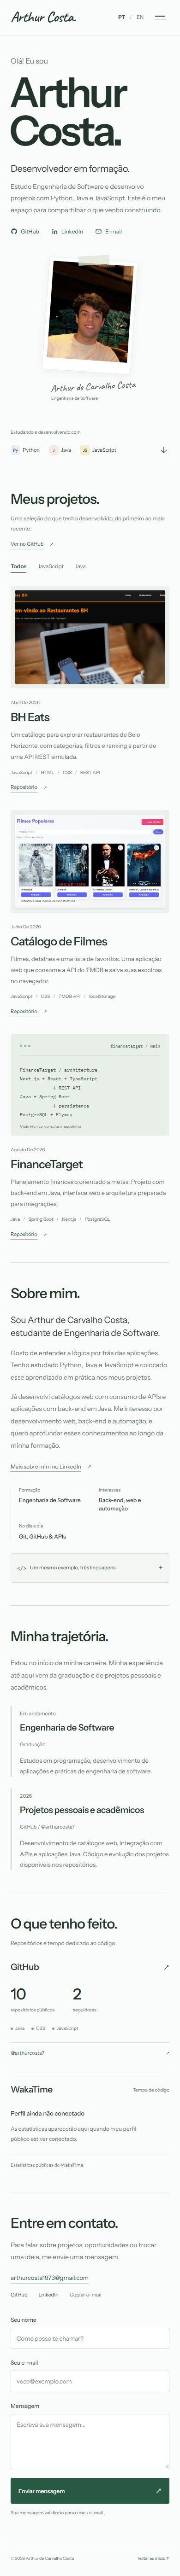 Arthur Costa.
PT / EN
Olá! Eu sou
Arthur
Costa.
Desenvolvedor em formação.
Estudo Engenharia de Software e desenvolvo
projetos com Python, Java e JavaScript. Este é o meu
espaço para compartilhar o que venho construindo.
GitHub LinkedIn E-mail
Arthur de Carvalho Costa
Engenharia de Software
Estudando e desenvolvendo com
Py Python J Java JS JavaScript
Meus projetos.
Uma seleção do que tenho desenvolvido, do primeiro ao mais
recente.
Ver no GitHub ↗
Todos JavaScript Java
BH Eats
Abril De 2026
BH Eats
Um catálogo para explorar restaurantes de Belo
Horizonte, com categorias, filtros e ranking a partir de
uma API REST simulada.
JavaScript / HTML / CSS / REST API
Repositório ↗
Filmes Populares
Julho De 2026
Catálogo de Filmes
Filmes, detalhes e uma lista de favoritos. Uma aplicação
web que consome a API do TMDB e salva suas escolhas
no navegador.
JavaScript / CSS / TMDB API / localStorage
Repositório ↗
financetarget / main
FinanceTarget / architecture
Next.js + React + TypeScript
↓ REST API
Java + Spring Boot
↓ persistence
PostgreSQL + Flyway
Agosto De 2026
FinanceTarget
Planejamento financeiro orientado a metas. Projeto com
back-end em Java, interface web e arquitetura preparada
para integrações.
Java / Spring Boot / Next.js / PostgreSQL
Repositório ↗
Sobre mim.
Sou Arthur de Carvalho Costa,
estudante de Engenharia de Software.
Gosto de entender a lógica por trás das aplicações.
Tenho estudado Python, Java e JavaScript e colocado
esse aprendizado em prática nos meus projetos.
Já desenvolvi catálogos web com consumo de APIs e
aplicações com back-end em Java. Me interesso por
desenvolvimento web, back-end e automação, e
quero aprofundar esses conhecimentos ao longo da
minha formação.
Mais sobre mim no LinkedIn ↗
Formação
Engenharia de Software
Interesses
Back-end, web e
automação
No dia a dia
Git, GitHub & APIs
</> Um mesmo exemplo, três linguagens +
Minha trajetória.
Estou no início da minha carreira. Minha experiência
até aqui vem da graduação e de projetos pessoais e
acadêmicos.
Em andamento
Engenharia de Software
Graduação
Estudos em programação, desenvolvimento de
aplicações e práticas de engenharia de software.
2026
Projetos pessoais e acadêmicos
GitHub / @arthurcosta7
Desenvolvimento de catálogos web, integração com
APIs e aplicações Java. Código e evolução dos projetos
disponíveis nos repositórios.
O que tenho feito.
Repositórios e tempo dedicado ao código.
GitHub ↗
10 2
repositórios públicos seguidores
Java CSS JavaScript
@arthurcosta7 ↗
WakaTime Tempo de código
Perfil ainda não conectado
As estatísticas aparecerão aqui quando meu perfil
público estiver conectado.
Estatísticas públicas do WakaTime
Entre em contato.
Para falar sobre projetos, oportunidades ou trocar
uma ideia, me envie uma mensagem.
arthurcosta1973@gmail.com
GitHub LinkedIn Copiar e-mail
Seu nome
Como posso te chamar?
Seu e-mail
voce@exemplo.com
Mensagem
Escreva sua mensagem...
Enviar mensagem ↗
Sua mensagem vai direto para o meu e-mail.
© 2026 Arthur de Carvalho Costa Voltar ao início ↑